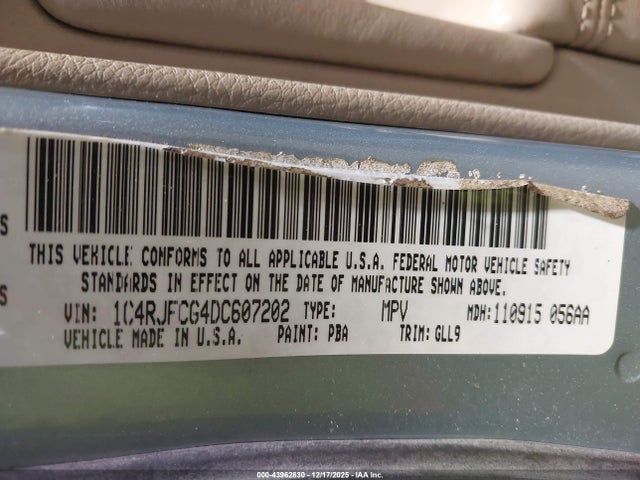 S
S
THIS VEHICLE CONFORMS TO ALL APPLICABLE U.S.A. FEDERAL MOTOR VEHICLE SAFETY
STANDARDS IN EFFECT ON THE DATE OF MANUFACTURE SHOWN ABOVE.
VIN: 1C4RJFCG4DC607202 TYPE: MPV MDH:110915 056AA
VEHICLE MADE IN U.S.A. PAINT: PBA TRIM: GLL9
000-43962830 - 12/17/2025 - IAA Inc.